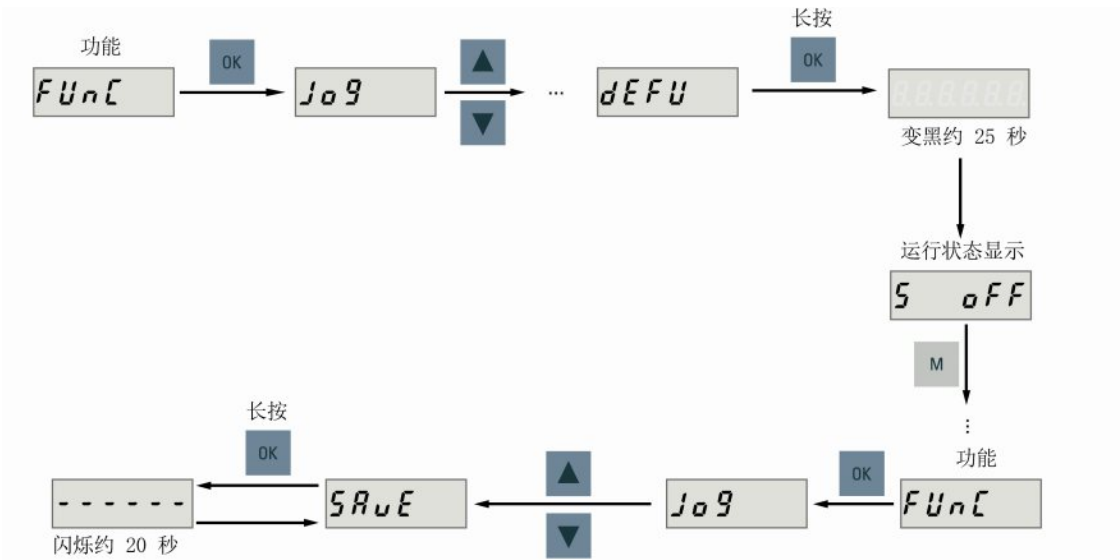 功能
FUnC
OK
Jog
...
dEFU
长按
OK
8.8.8.8.8.8.
变黑约 25 秒
运行状态显示
S oFF
M
...
功能
FUnC
OK
Jog
SAvE
长按
OK
------
闪烁约 20 秒